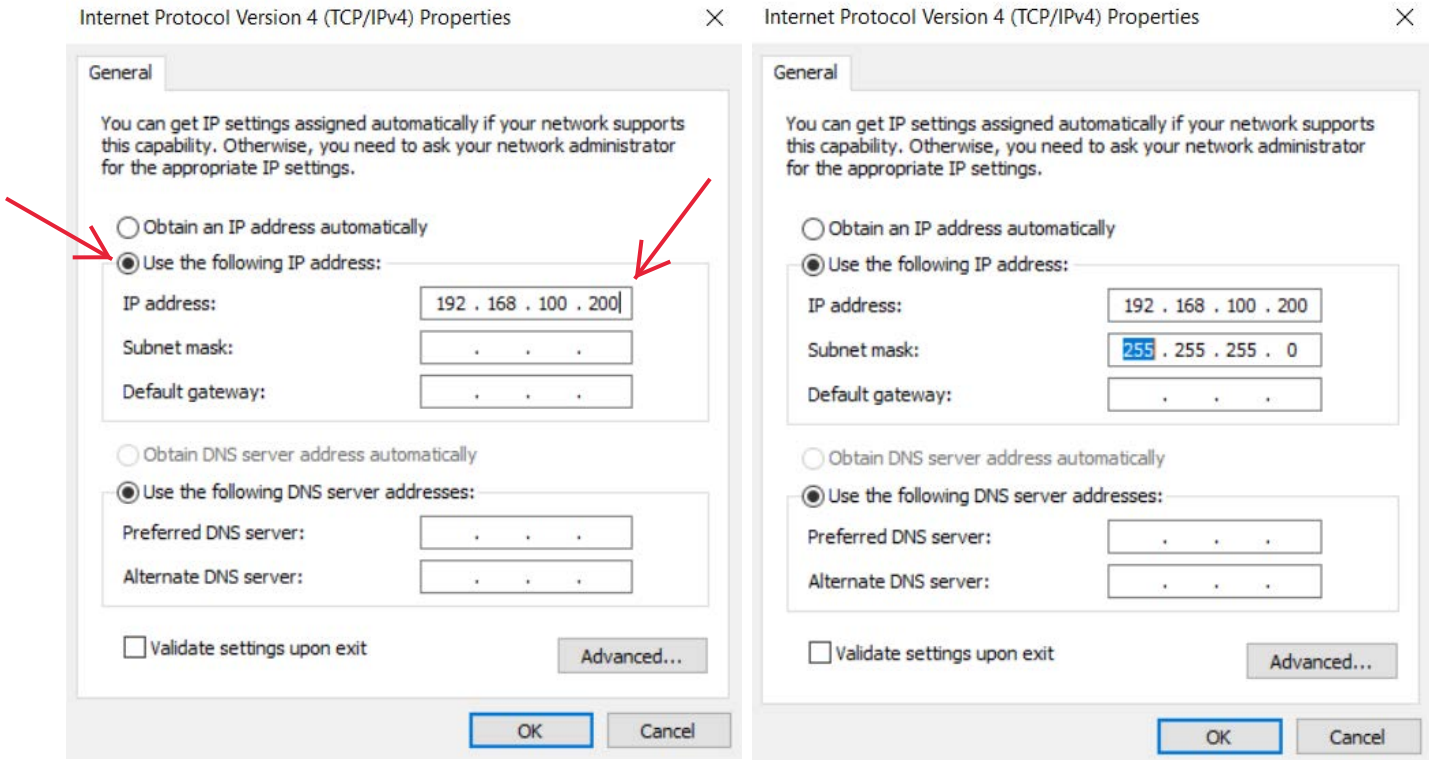 Internet Protocol Version 4 (TCP/IPv4) Properties
General
You can get IP settings assigned automatically if your network supports
this capability. Otherwise, you need to ask your network administrator
for the appropriate IP settings.
Obtain an IP address automatically
Use the following IP address:
IP address: 192 . 168 . 100 . 200
Subnet mask: . . .
Default gateway: . . .
Obtain DNS server address automatically
Use the following DNS server addresses:
Preferred DNS server: . . .
Alternate DNS server: . . .
Validate settings upon exit
Advanced...
OK Cancel
Internet Protocol Version 4 (TCP/IPv4) Properties
General
You can get IP settings assigned automatically if your network supports
this capability. Otherwise, you need to ask your network administrator
for the appropriate IP settings.
Obtain an IP address automatically
Use the following IP address:
IP address: 192 . 168 . 100 . 200
Subnet mask: 255 . 255 . 255 . 0
Default gateway: . . .
Obtain DNS server address automatically
Use the following DNS server addresses:
Preferred DNS server: . . .
Alternate DNS server: . . .
Validate settings upon exit
Advanced...
OK Cancel